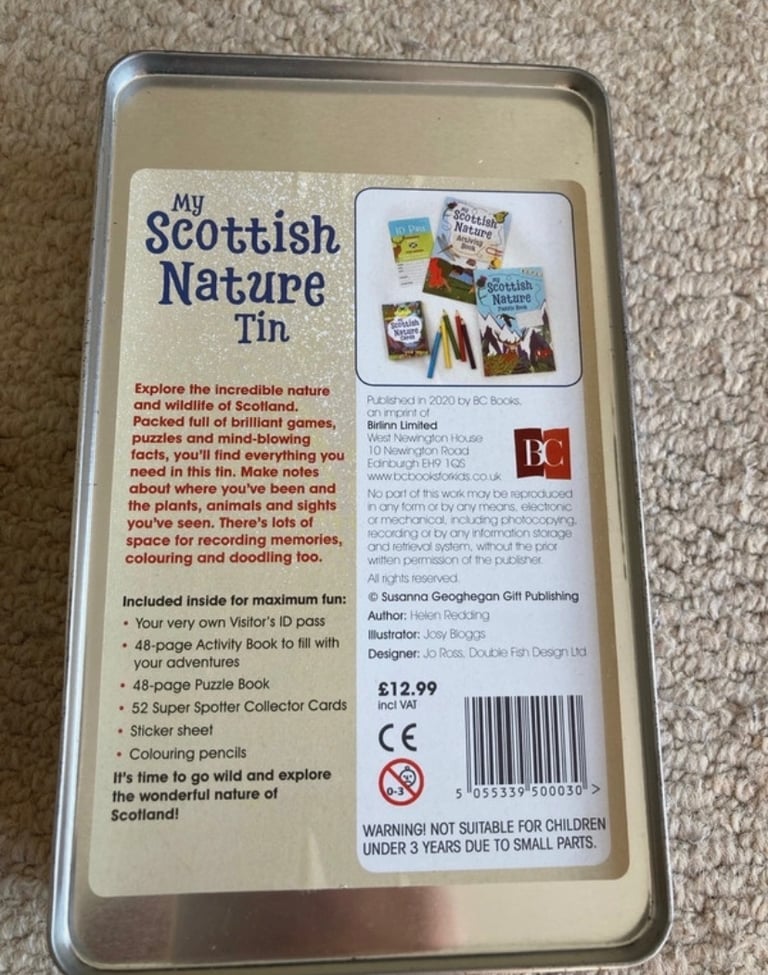 My
Scottish
Nature
Tin
Explore the incredible nature
and wildlife of Scotland.
Packed full of brilliant games,
puzzles and mind-blowing
facts, you'll find everything you
need in this tin. Make notes
about where you've been and
the plants, animals and sights
you've seen. There's lots of
space for recording memories,
colouring and doodling too.
Included inside for maximum fun:
• Your very own Visitor's ID pass
• 48-page Activity Book to fill with
your adventures
• 48-page Puzzle Book
• 52 Super Spotter Collector Cards
• Sticker sheet
• Colouring pencils
It's time to go wild and explore
the wonderful nature of
Scotland!
ID Pass
My
Scottish
Nature
Activity
Book
My
Scottish
Nature
Puzzle Book
Scottish
Nature
Cards
Published in 2020 by BC Books,
an imprint of
Birlinn Limited
West Newington House
10 Newington Road
Edinburgh EH9 1QS
www.bcbooksforkids.co.uk
BC
No part of this work may be reproduced
in any form or by any means, electronic
or mechanical, including photocopying,
recording or by any information storage
and retrieval system, without the prior
written permission of the publisher.
All rights reserved.
© Susanna Geoghegan Gift Publishing
Author: Helen Redding
Illustrator: Josy Bloggs
Designer: Jo Ross, Double Fish Design Ltd
£12.99
incl VAT
CE
0-3
5 055339 500030 >
WARNING! NOT SUITABLE FOR CHILDREN
UNDER 3 YEARS DUE TO SMALL PARTS.